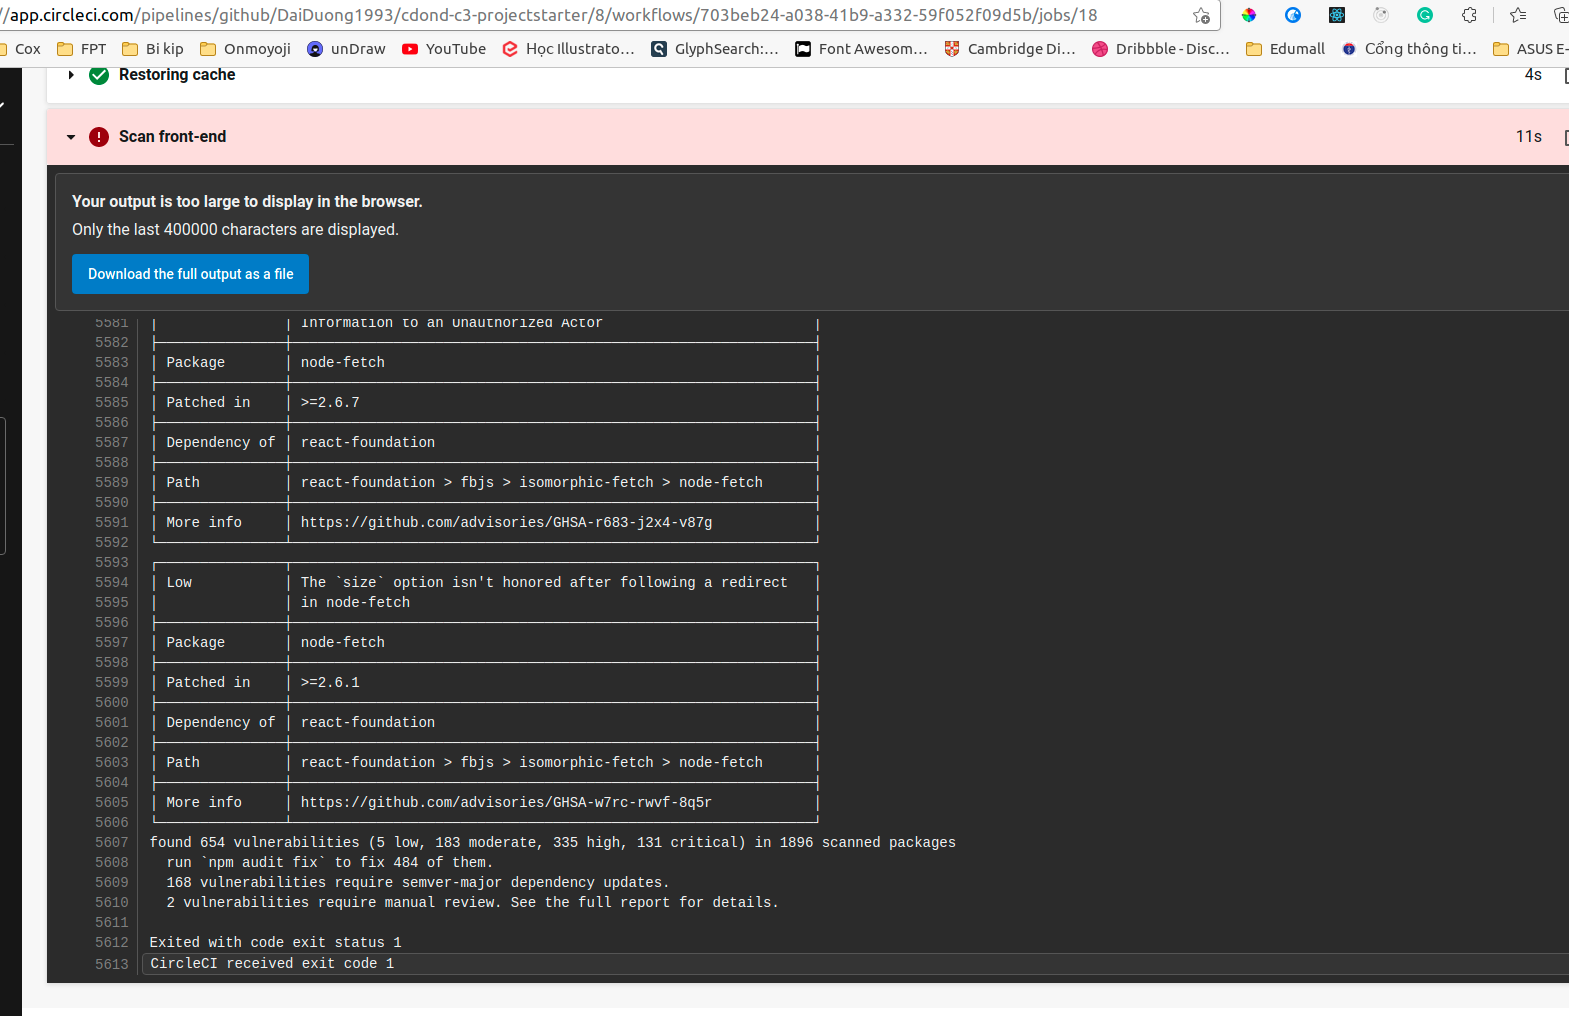 //app.circleci.com/pipelines/github/DaiDuong1993/cdond-c3-projectstarter/8/workflows/703beb24-a038-41b9-a332-59f052f09d5b/jobs/18
Cox FPT Bi kip Onmoyoji unDraw YouTube Học Illustrato... GlyphSearch:... Font Awesom... Cambridge Di... Dribbble - Disc... Edumall Cổng thông ti... ASUS E-
Restoring cache 4s
Scan front-end 11s
Your output is too large to display in the browser.
Only the last 400000 characters are displayed.
Download the full output as a file
5581 | | Information to an Unauthorized Actor |
5582
5583 | Package | node-fetch |
5584
5585 | Patched in | >=2.6.7 |
5586
5587 | Dependency of | react-foundation |
5588
5589 | Path | react-foundation > fbjs > isomorphic-fetch > node-fetch |
5590
5591 | More info | https://github.com/advisories/GHSA-r683-j2x4-v87g |
5592
5593
5594 | Low | The `size` option isn't honored after following a redirect |
5595 | | in node-fetch |
5596
5597 | Package | node-fetch |
5598
5599 | Patched in | >=2.6.1 |
5600
5601 | Dependency of | react-foundation |
5602
5603 | Path | react-foundation > fbjs > isomorphic-fetch > node-fetch |
5604
5605 | More info | https://github.com/advisories/GHSA-w7rc-rwvf-8q5r |
5606
5607 found 654 vulnerabilities (5 low, 183 moderate, 335 high, 131 critical) in 1896 scanned packages
5608 run `npm audit fix` to fix 484 of them.
5609 168 vulnerabilities require semver-major dependency updates.
5610 2 vulnerabilities require manual review. See the full report for details.
5611
5612 Exited with code exit status 1
5613 CircleCI received exit code 1